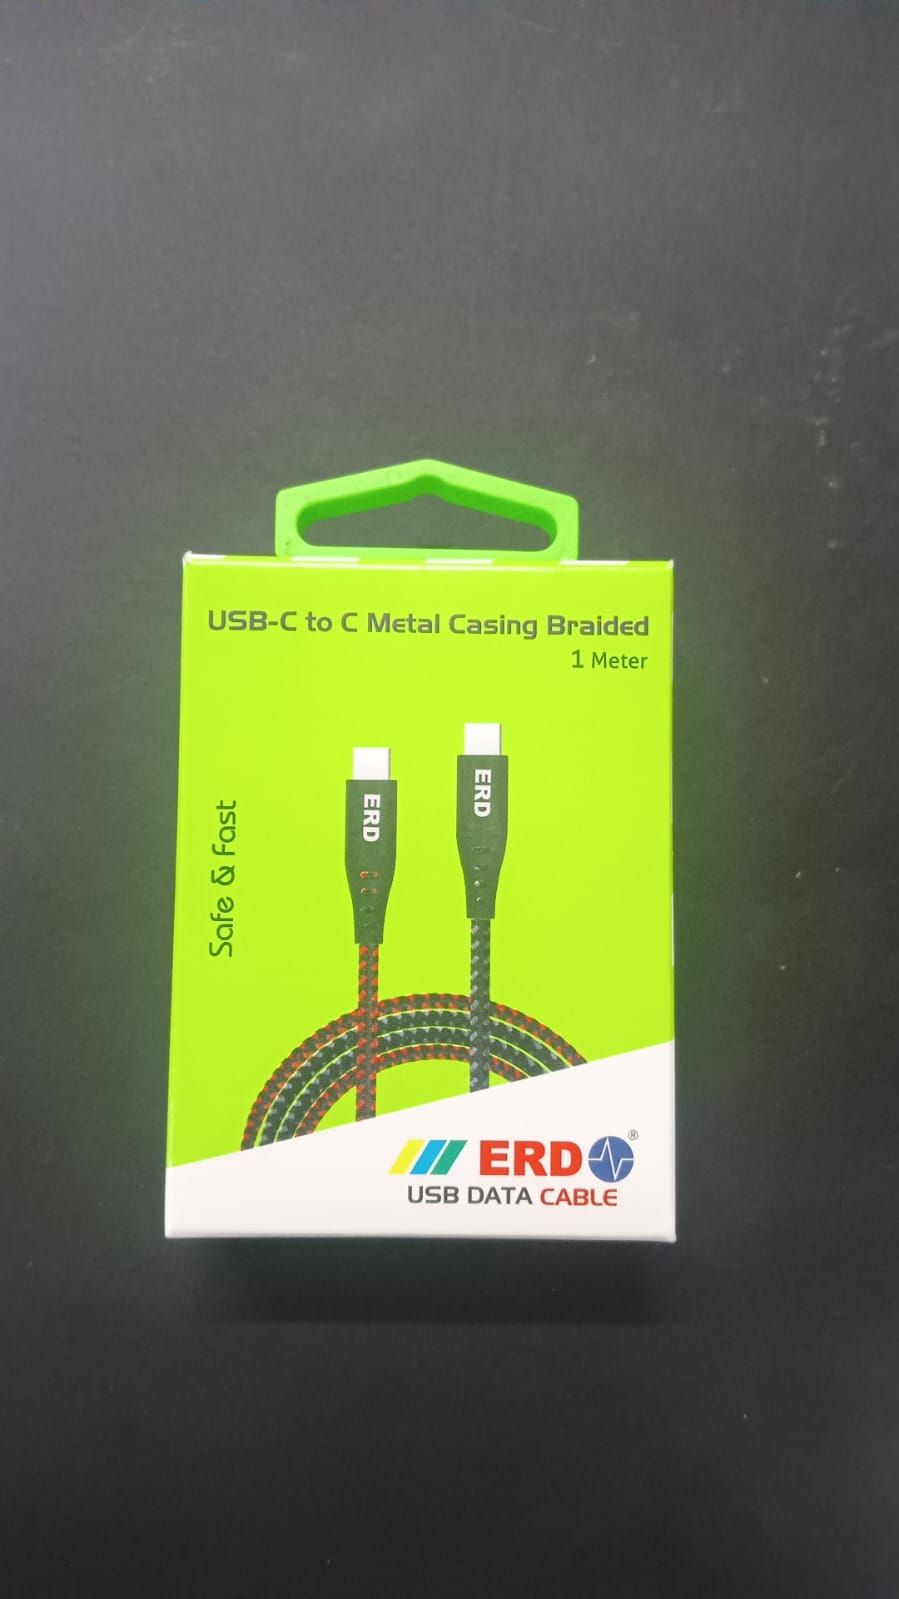 USB-C to C Metal Casing Braided
1 Meter
Safe & Fast
ERD
ERD
ERD®
USB DATA CABLE